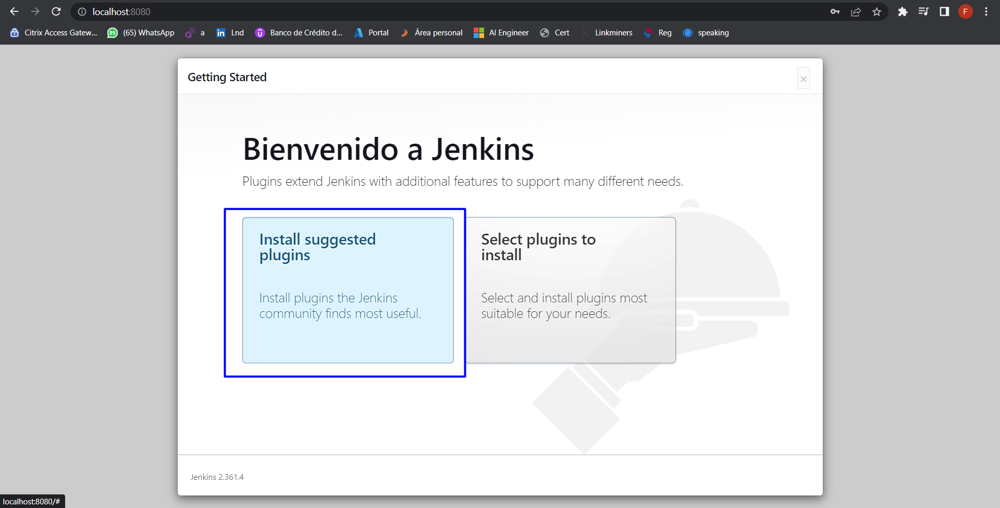 localhost:8080
F
Citrix Access Gatew...
89
(65) WhatsApp
a
in
Lnd
Banco de Crédito d...
Portal
Área personal
AI Engineer
Cert
Linkminers
Reg
speaking
Getting Started
×
Bienvenido a Jenkins
Plugins extend Jenkins with additional features to support many different needs.
Install suggested
plugins
Install plugins the Jenkins
community finds most useful.
Select plugins to
install
Select and install plugins most
suitable for your needs.
Jenkins 2.361.4
localhost:8080/#